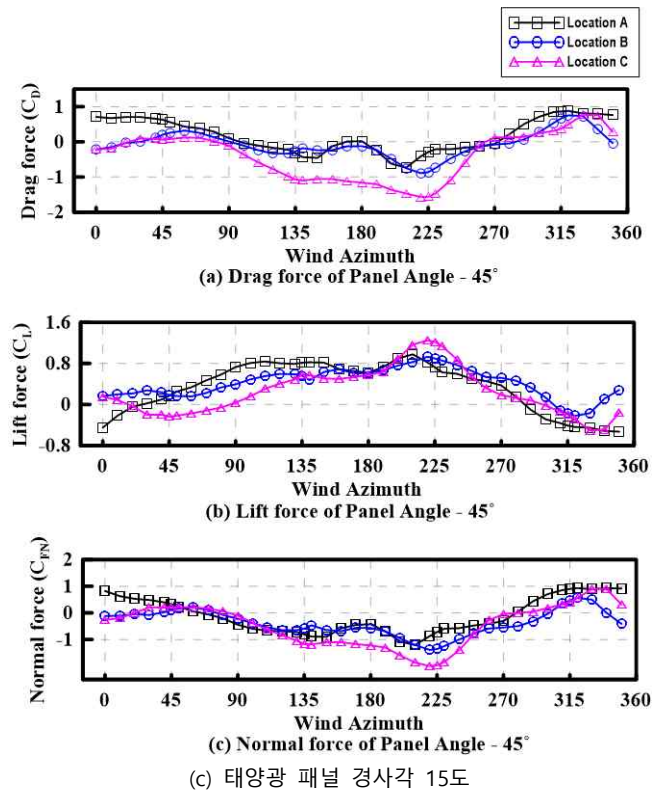 Location A
Location B
Location C
Drag force (C_D)
1
0
-1
-2
0 45 90 135 180 225 270 315 360
Wind Azimuth
(a) Drag force of Panel Angle - 45°
Lift force (C_L)
1.6
0.8
0
-0.8
0 45 90 135 180 225 270 315 360
Wind Azimuth
(b) Lift force of Panel Angle - 45°
Normal force (C_FN)
2
1
0
-1
0 45 90 135 180 225 270 315 360
Wind Azimuth
(c) Normal force of Panel Angle - 45°
(c) 태양광 패널 경사각 15도